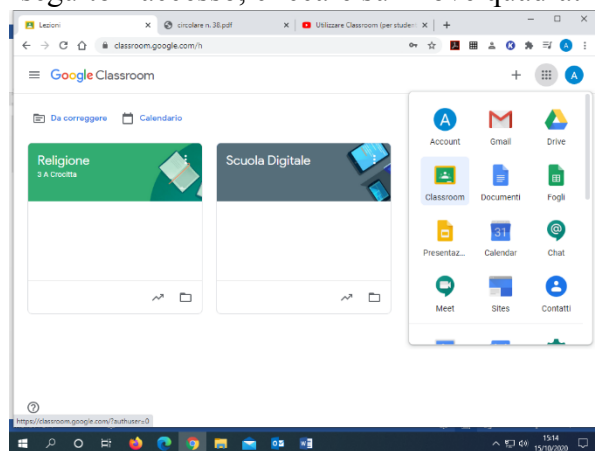 Lezioni
circolare n. 38.pdf
Utilizzare Classroom (per studen
classroom.google.com/h
Google Classroom
Da correggere
Calendario
Religione
3 A Crocitta
Scuola Digitale
A
Account
Gmail
Drive
Classroom
Documenti
Fogli
Presentaz...
31
Calendar
Chat
Meet
Sites
Contatti
https://classroom.google.com/?authuser=0
15:14
15/10/2020